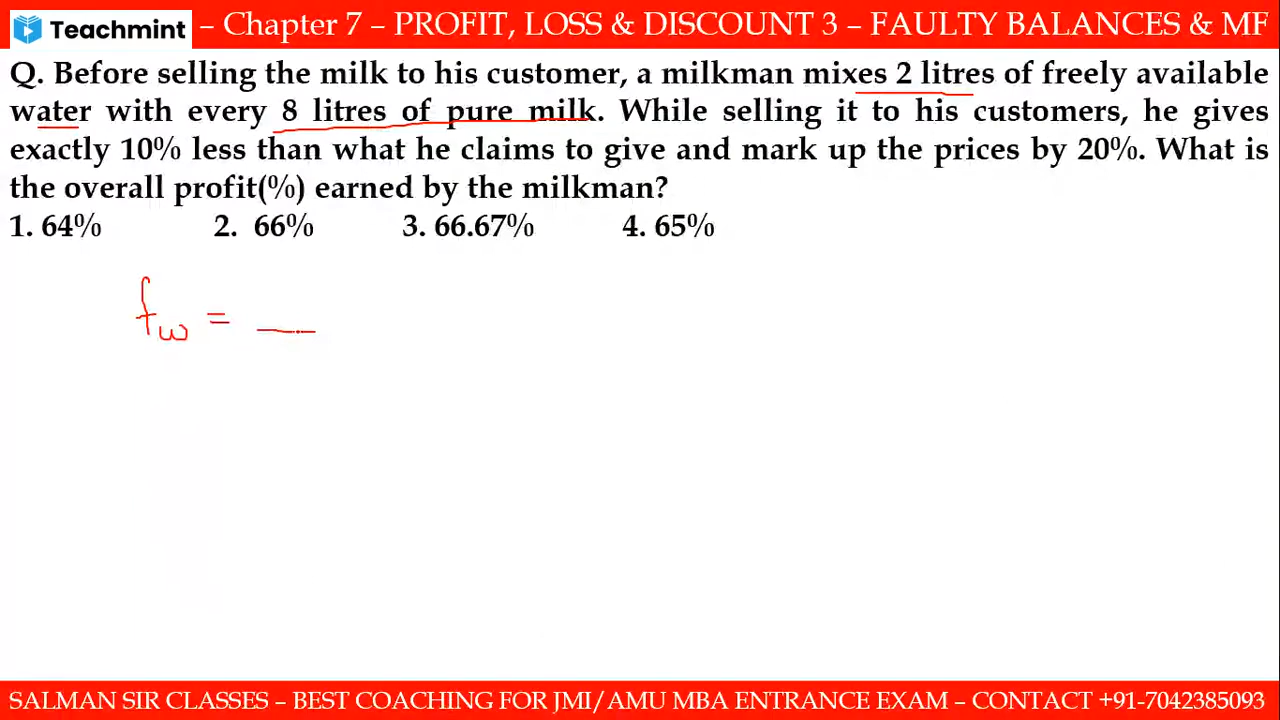 Teachmint – Chapter 7 – PROFIT, LOSS & DISCOUNT 3 – FAULTY BALANCES & MF
Q. Before selling the milk to his customer, a milkman mixes 2 litres of freely available
water with every 8 litres of pure milk. While selling it to his customers, he gives
exactly 10% less than what he claims to give and mark up the prices by 20%. What is
the overall profit(%) earned by the milkman?
1. 64% 2. 66% 3. 66.67% 4. 65%
fw =
SALMAN SIR CLASSES – BEST COACHING FOR JMI/AMU MBA ENTRANCE EXAM – CONTACT +91-7042385093